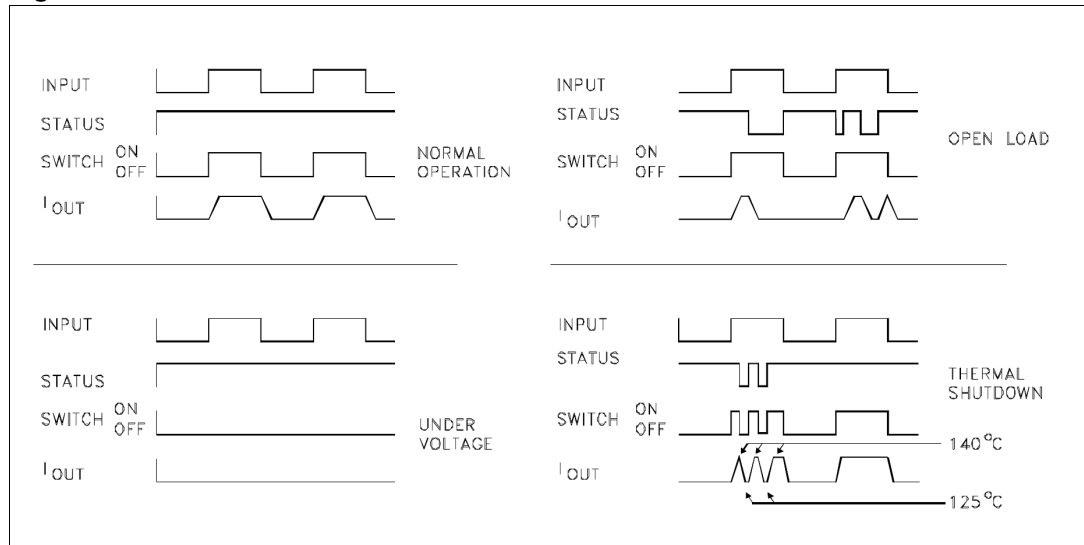 INPUT
STATUS
SWITCH ON
OFF
I OUT
NORMAL
OPERATION
INPUT
STATUS
SWITCH ON
OFF
I OUT
OPEN LOAD
INPUT
STATUS
SWITCH ON
OFF
I OUT
UNDER
VOLTAGE
INPUT
STATUS
SWITCH ON
OFF
I OUT
THERMAL
SHUTDOWN
140°C
125°C